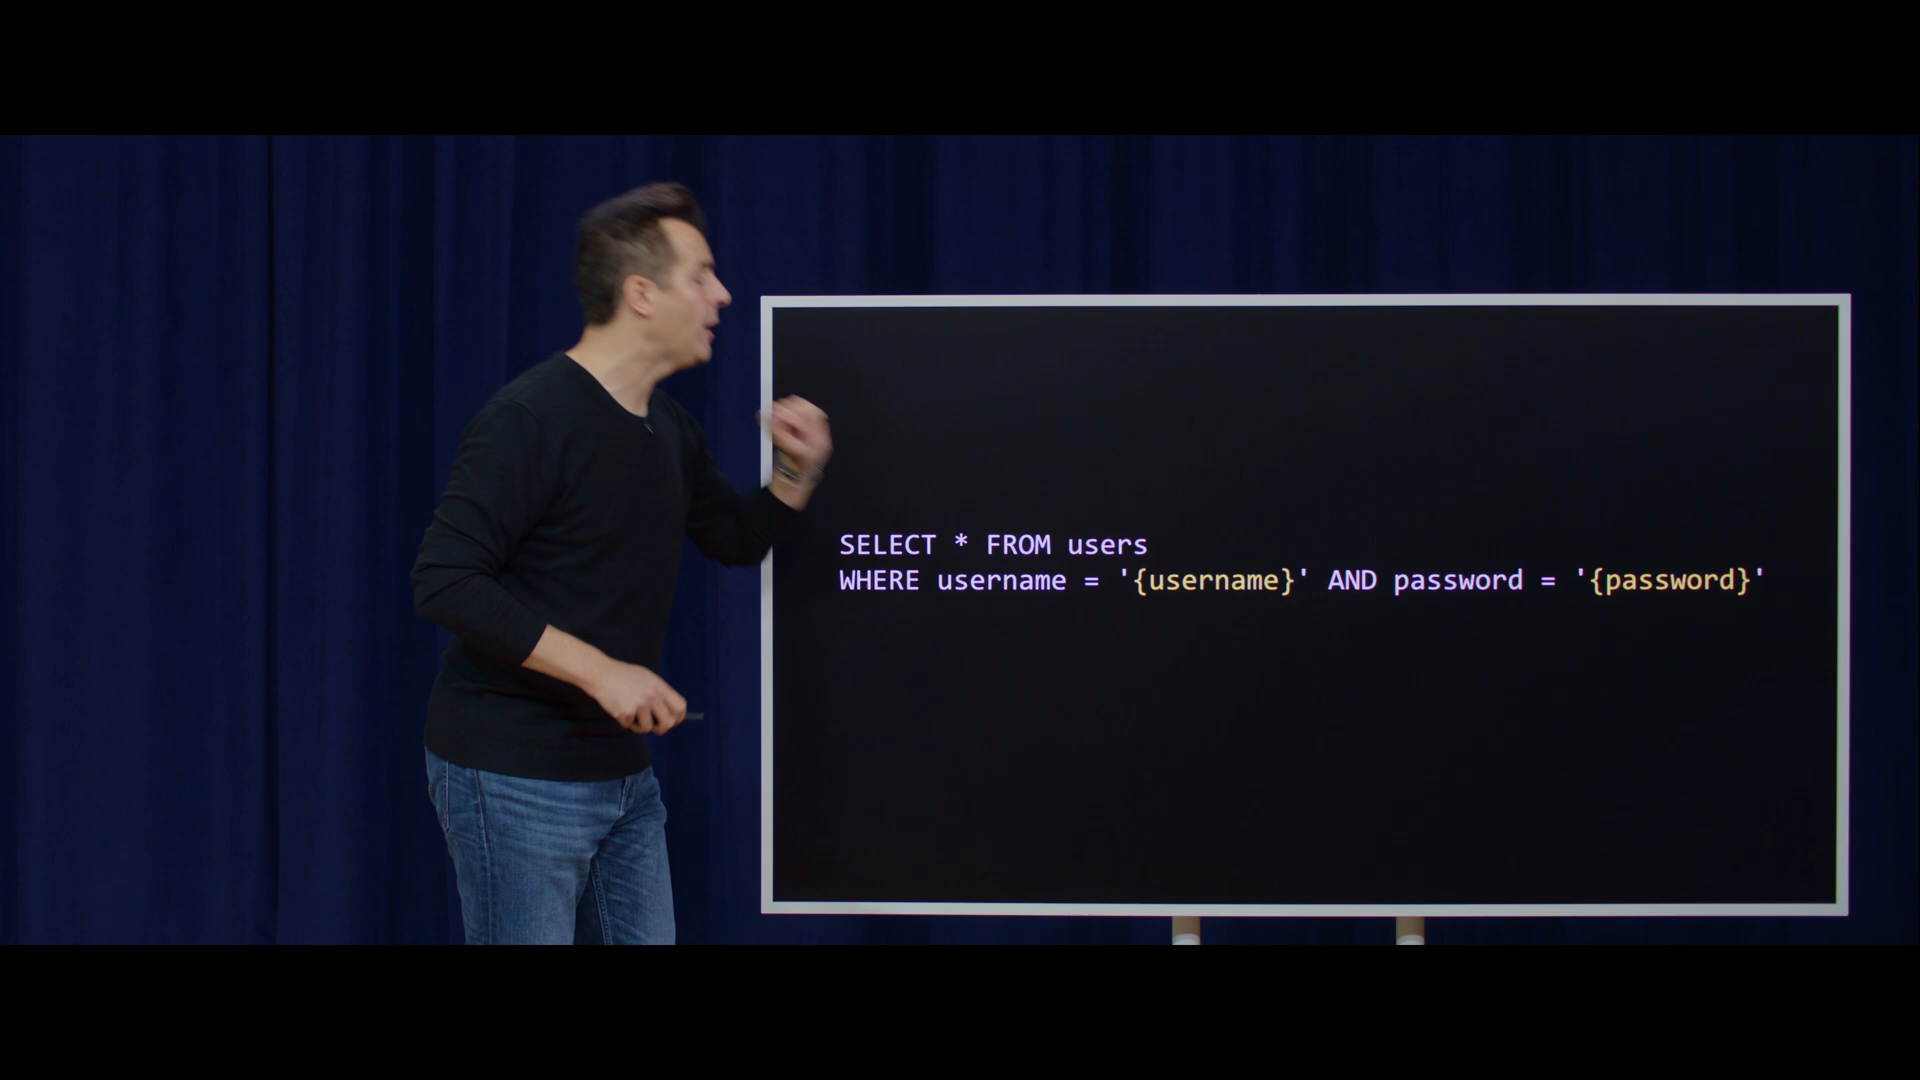 SELECT * FROM users
WHERE username = '{username}' AND password = '{password}'